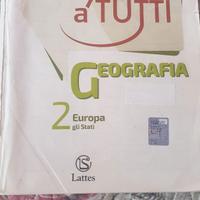 a TUTTI
GEOGRAFIA
2 Europa
gli Stati
S
Lattes